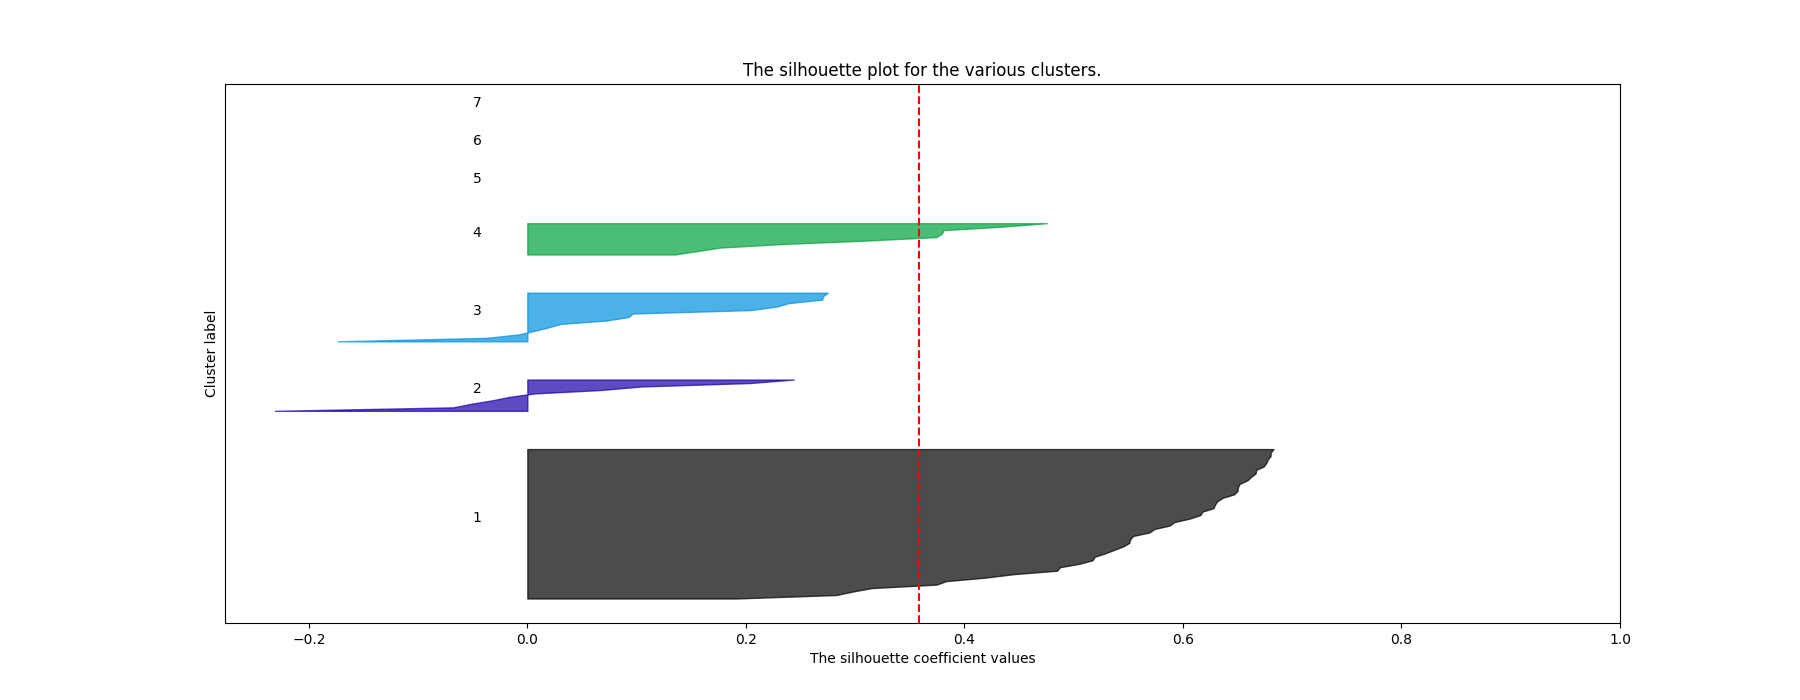 The silhouette plot for the various clusters.
7
6
5
4
3
2
1
Cluster label
−0.2 0.0 0.2 0.4 0.6 0.8 1.0
The silhouette coefficient values